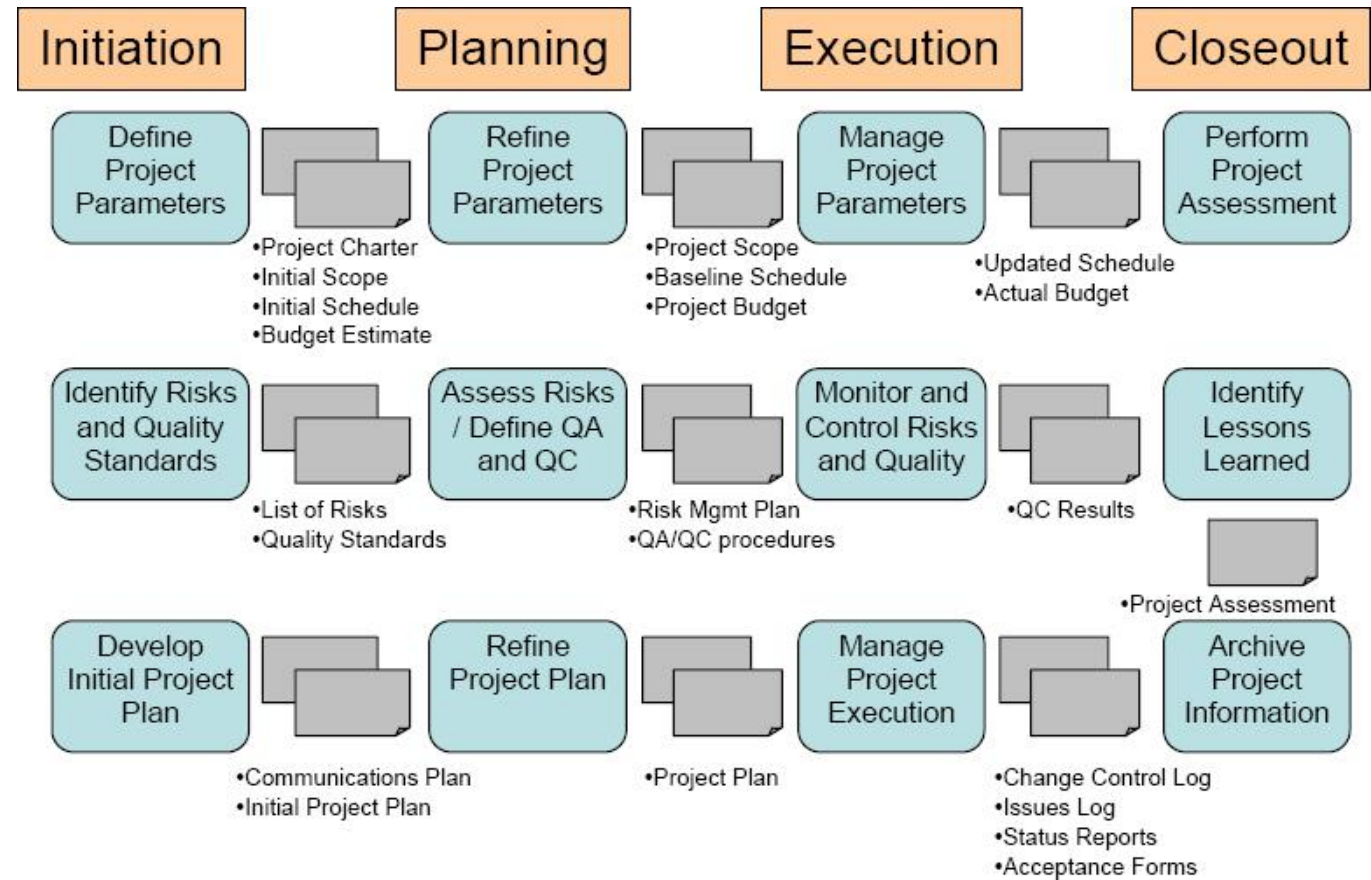 Initiation
Planning
Execution
Closeout
Define
Project
Parameters
Refine
Project
Parameters
Manage
Project
Parameters
Perform
Project
Assessment
•Project Charter
•Initial Scope
•Initial Schedule
•Budget Estimate
•Project Scope
•Baseline Schedule
•Project Budget
•Updated Schedule
•Actual Budget
Identify Risks
and Quality
Standards
Assess Risks
/ Define QA
and QC
Monitor and
Control Risks
and Quality
Identify
Lessons
Learned
•List of Risks
•Quality Standards
•Risk Mgmt Plan
•QA/QC procedures
•QC Results
•Project Assessment
Develop
Initial Project
Plan
Refine
Project Plan
Manage
Project
Execution
Archive
Project
Information
•Communications Plan
•Initial Project Plan
•Project Plan
•Change Control Log
•Issues Log
•Status Reports
•Acceptance Forms